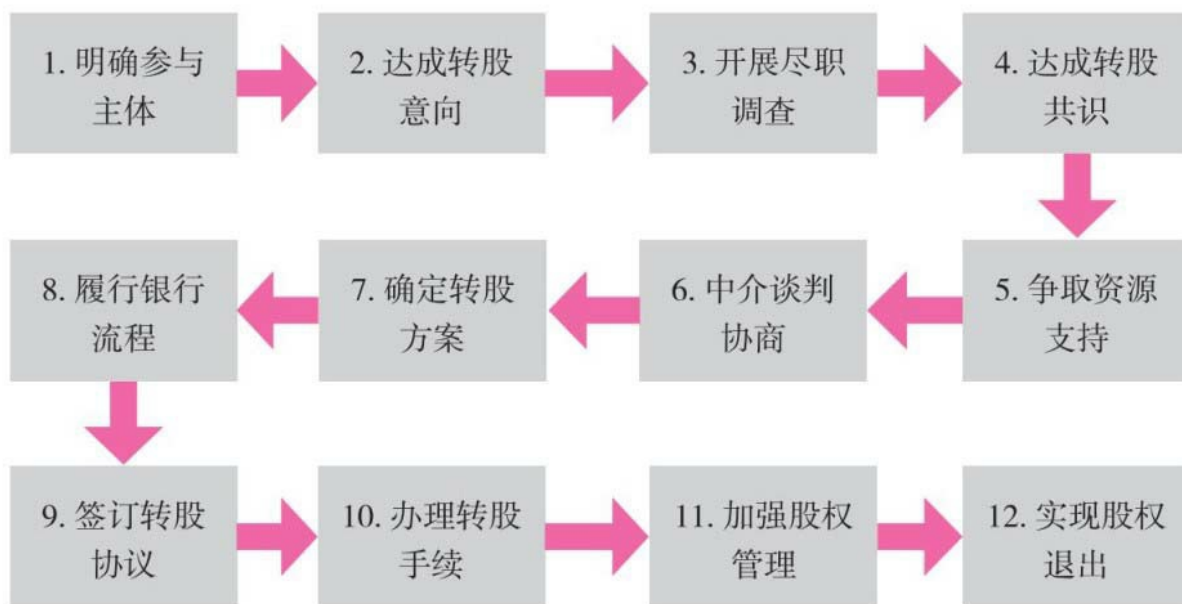 1. 明确参与
主体
2. 达成转股
意向
3. 开展尽职
调查
4. 达成转股
共识
5. 争取资源
支持
6. 中介谈判
协商
7. 确定转股
方案
8. 履行银行
流程
9. 签订转股
协议
10. 办理转股
手续
11. 加强股权
管理
12. 实现股权
退出